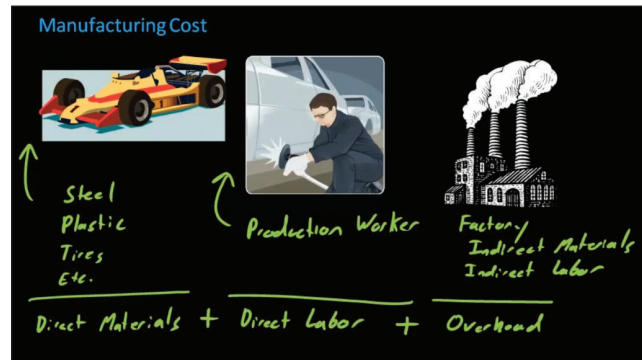 Manufacturing Cost
Steel
Plastic
Tires
Etc.
Production Worker
Factory
Indirect Materials
Indirect Labor
Direct Materials + Direct Labor + Overhead